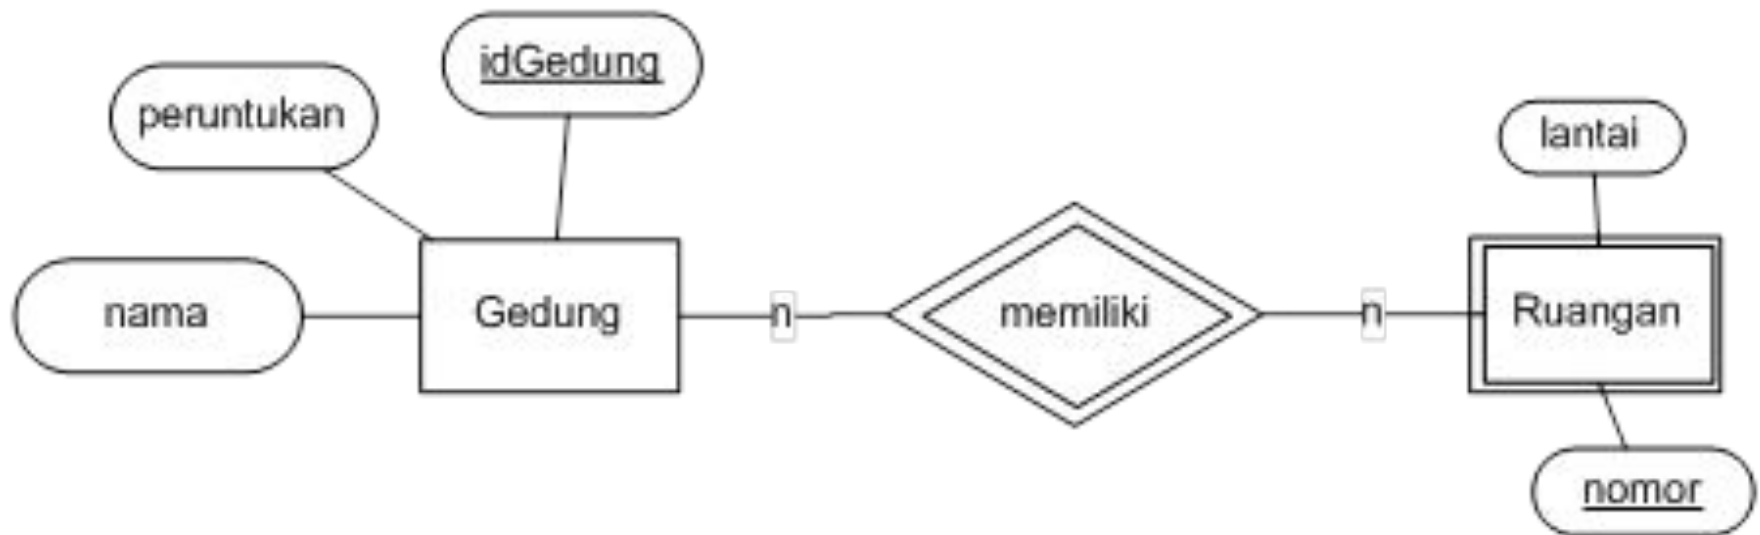 idGedung
peruntukan
lantai
nama
Gedung
n
memiliki
n
Ruangan
nomor